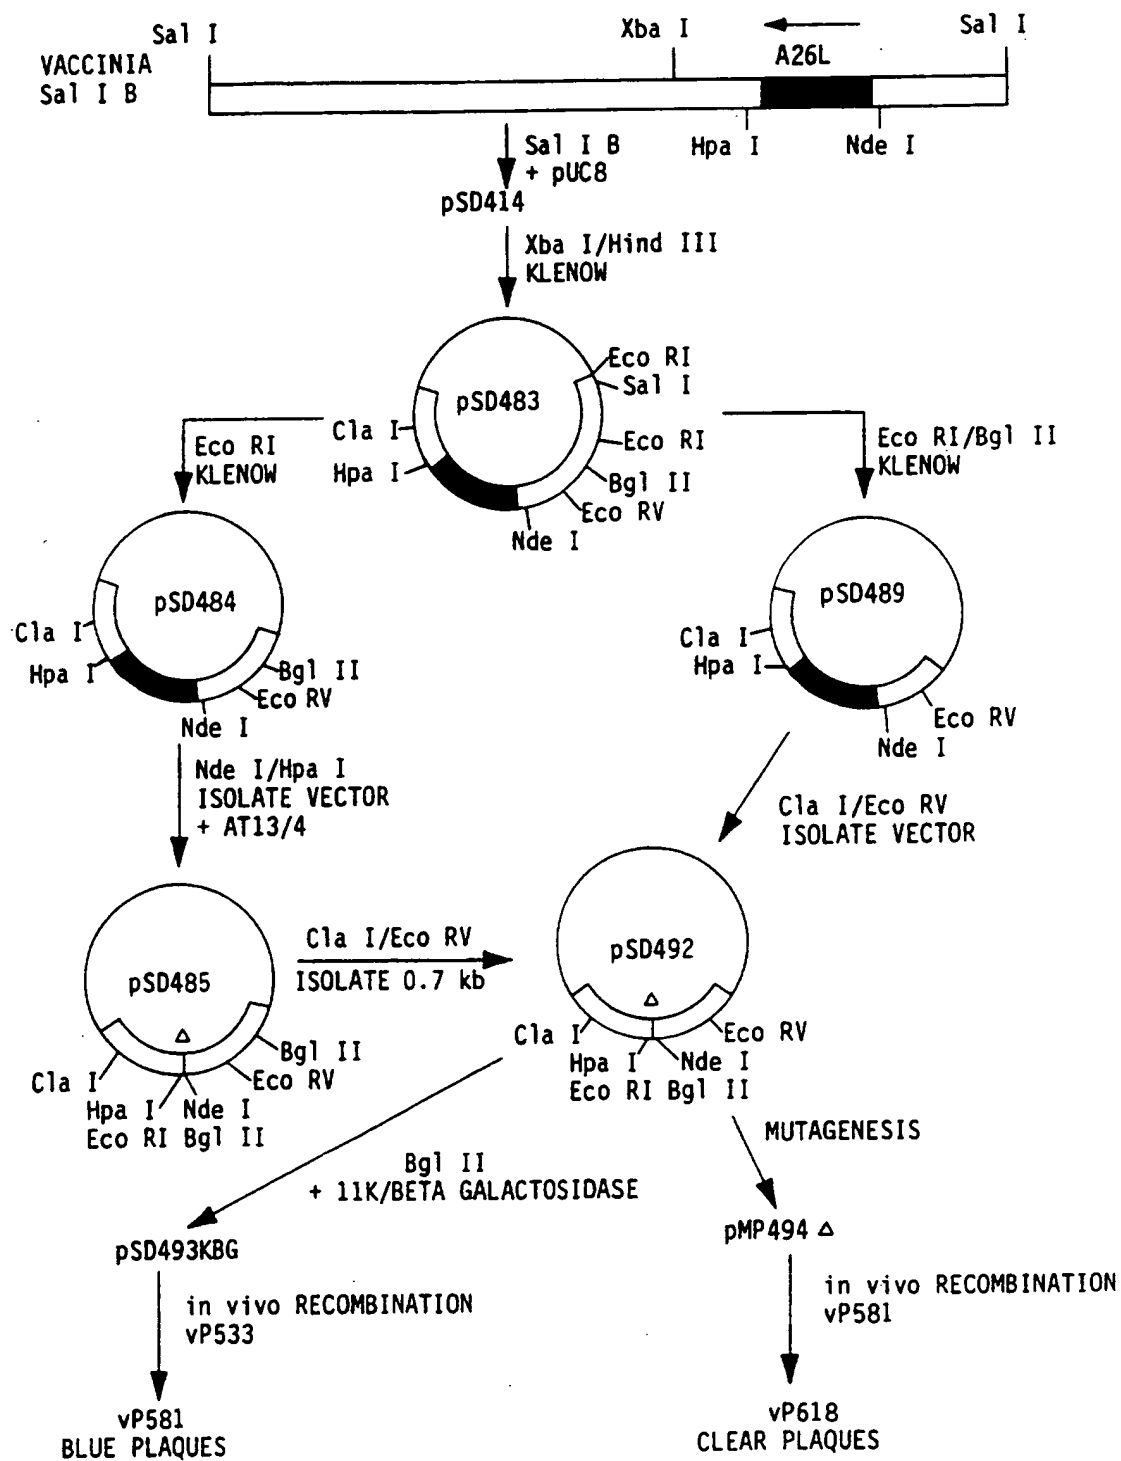 Sal I
Xba I
Sal I
A26L
VACCINIA
Sal I B
Hpa I
Nde I
Sal I B
+ pUC8
pSD414
Xba I/Hind III
KLENOW
pSD483
Eco RI
Sal I
Cla I
Eco RI
Hpa I
Bgl II
Eco RV
Nde I
Eco RI
KLENOW
Eco RI/Bgl II
KLENOW
pSD484
Cla I
Hpa I
Bgl II
Eco RV
Nde I
pSD489
Cla I
Hpa I
Eco RV
Nde I
Nde I/Hpa I
ISOLATE VECTOR
+ AT13/4
Cla I/Eco RV
ISOLATE VECTOR
pSD485
Δ
Cla I
Bgl II
Eco RV
Hpa I
Nde I
Eco RI Bgl II
Cla I/Eco RV
ISOLATE 0.7 kb
pSD492
Δ
Cla I
Eco RV
Hpa I
Nde I
Eco RI Bgl II
Bgl II
+ 11K/BETA GALACTOSIDASE
MUTAGENESIS
pSD493KBG
pMP494 Δ
in vivo RECOMBINATION
vP533
in vivo RECOMBINATION
vP581
vP581
BLUE PLAQUES
vP618
CLEAR PLAQUES